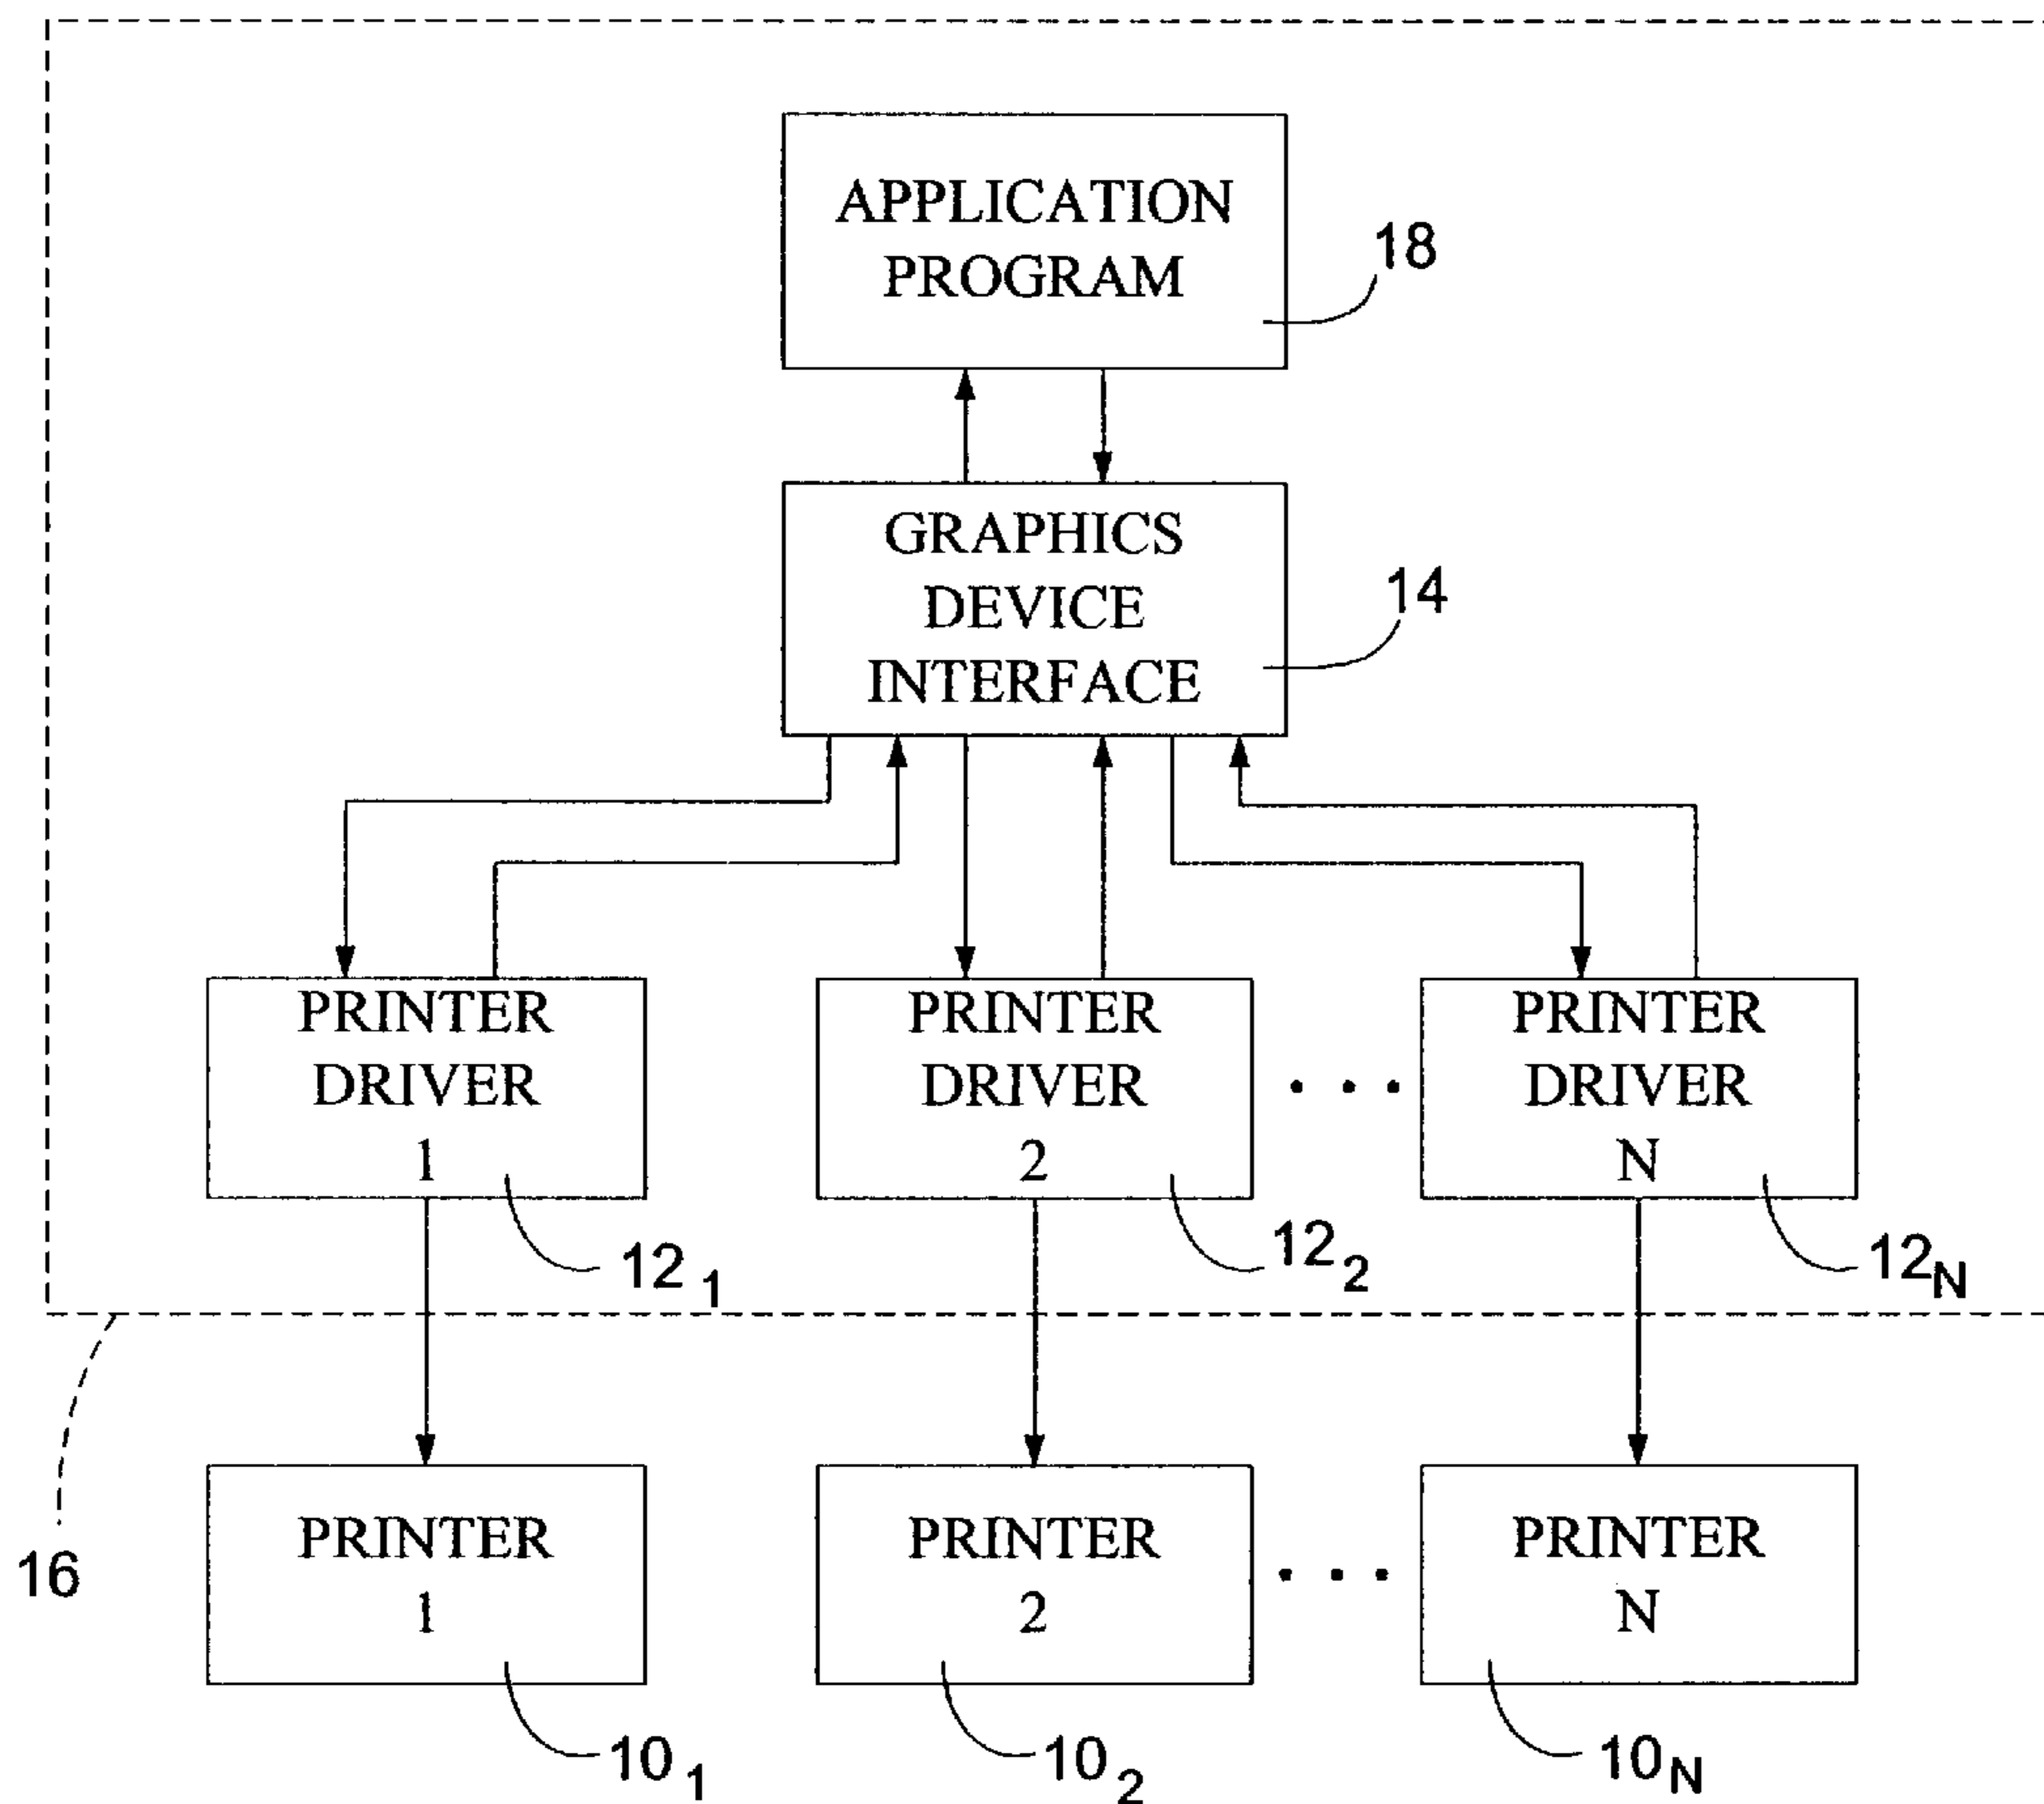 APPLICATION
PROGRAM
18
GRAPHICS
DEVICE
INTERFACE
14
PRINTER
DRIVER
1
12 1
PRINTER
DRIVER
2
12 2
. . .
PRINTER
DRIVER
N
12 N
16
PRINTER
1
10 1
PRINTER
2
10 2
. . .
PRINTER
N
10 N